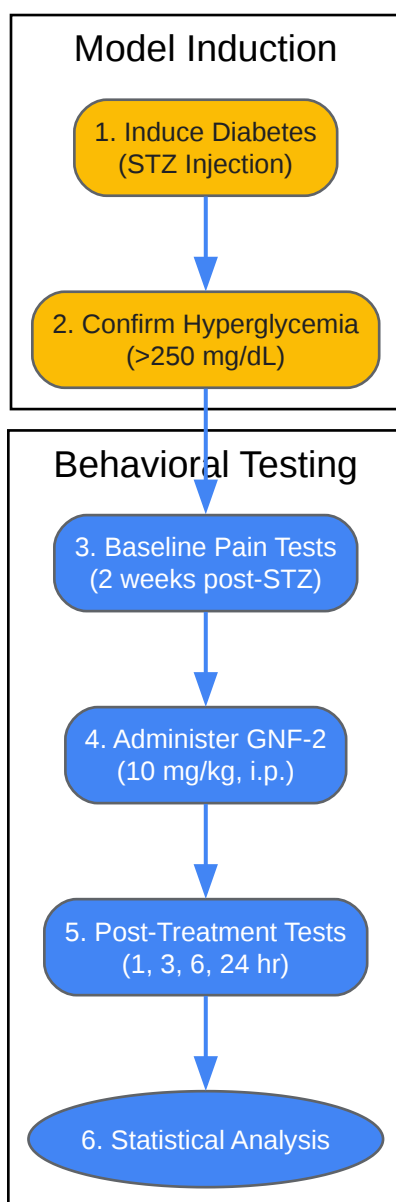 Model Induction
1. Induce Diabetes
(STZ Injection)
2. Confirm Hyperglycemia
(>250 mg/dL)
Behavioral Testing
3. Baseline Pain Tests
(2 weeks post-STZ)
4. Administer GNF-2
(10 mg/kg, i.p.)
5. Post-Treatment Tests
(1, 3, 6, 24 hr)
6. Statistical Analysis